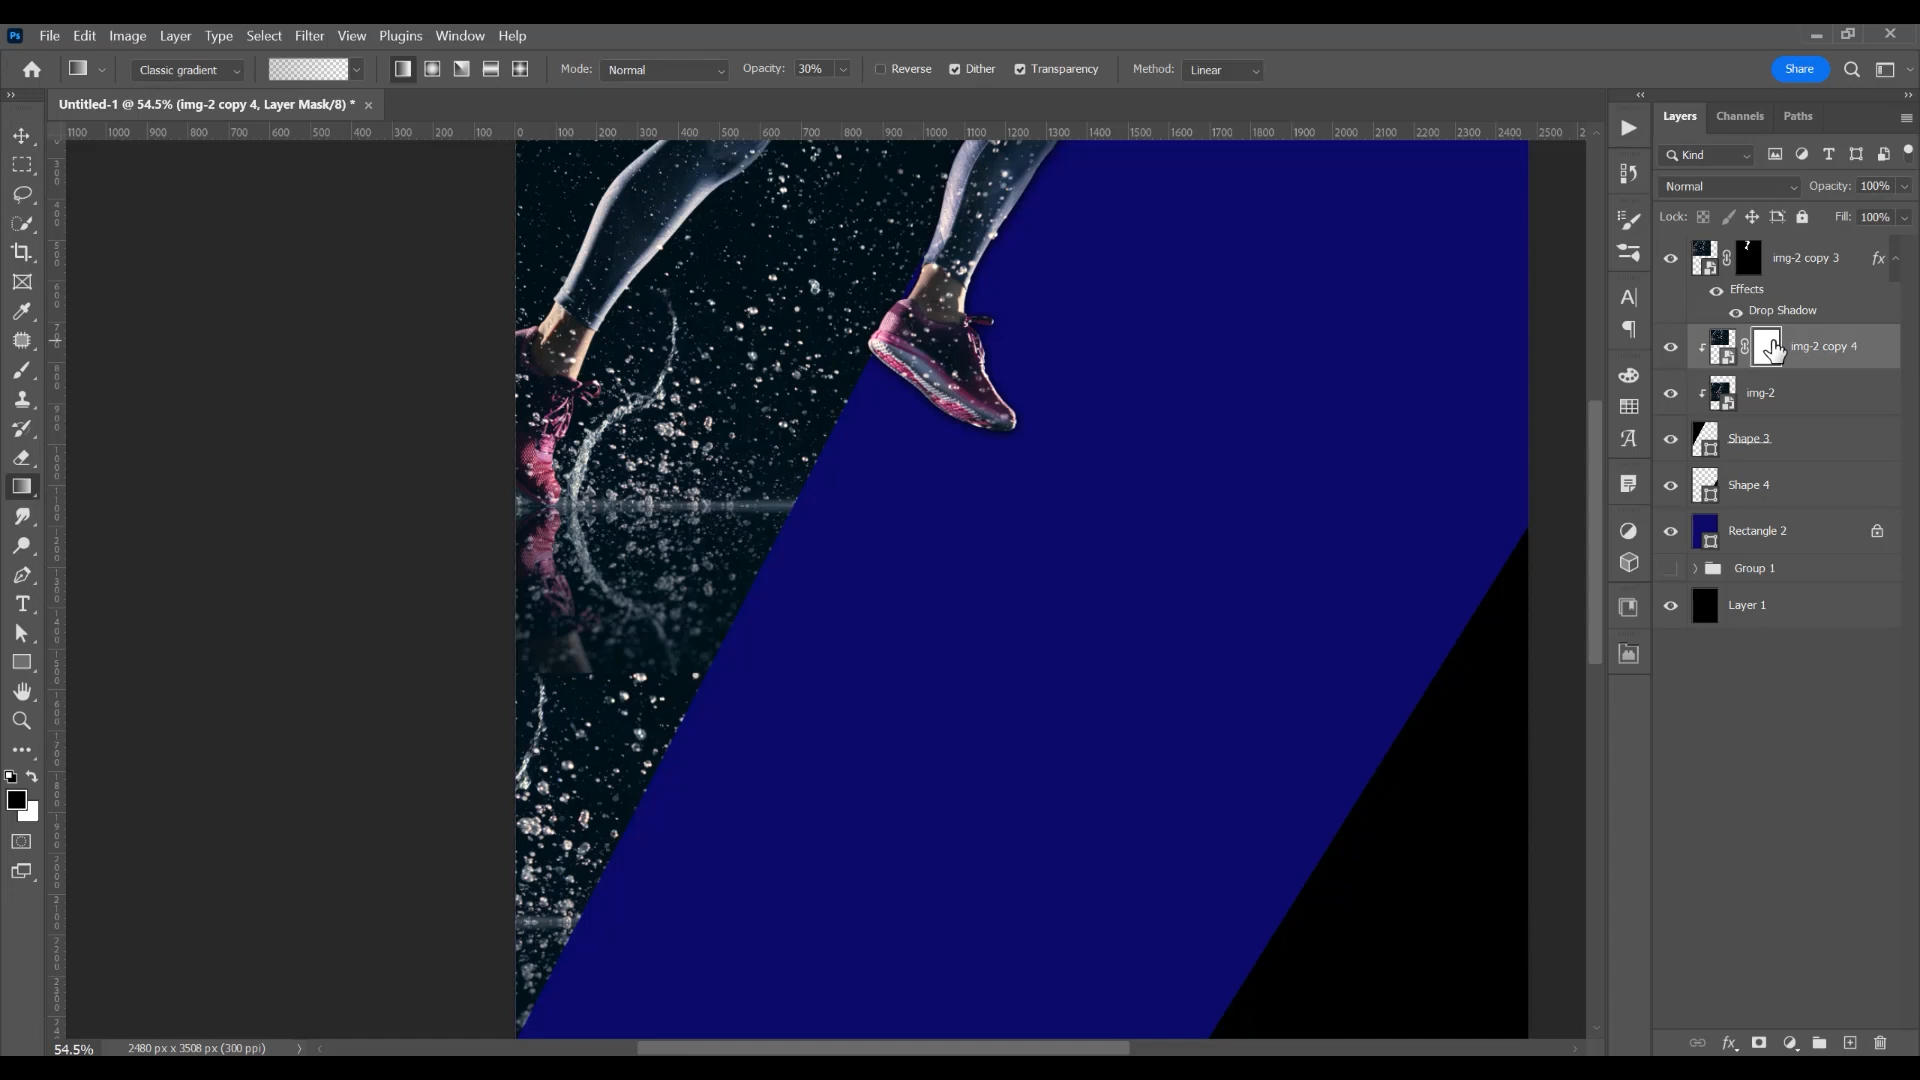 Ps File Edit Image Layer Type Select Filter View Plugins Window Help
Classic gradient Mode: Normal Opacity: 30% Reverse Dither Transparency Method: Linear Share
Untitled-1 @ 54.5% (img-2 copy 4, Layer Mask/8) *
1100 1000 900 800 700 600 500 400 300 200 100 0 100 200 300 400 500 600 700 800 900 1000 1100 1200 1300 1400 1500 1600 1700 1800 1900 2000 2100 2200 2300 2400 2500 2
Layers Channels Paths
Kind
Normal Opacity: 100%
Lock: Fill: 100%
img-2 copy 3 fx
Effects
Drop Shadow
img-2 copy 4
img-2
Shape 3
Shape 4
Rectangle 2
Group 1
Layer 1
54.5% 2480 px x 3508 px (300 ppi)
fx